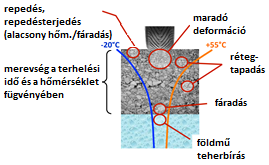 repedés,
repedésterjedés
(alacsony hőm./fáradás)
maradó
deformáció
-20°C
+55°C
réteg-
tapadás
merevség a terhelési
idő és a hőmérséklet
függvényében
fáradás
földmű
teherbírás